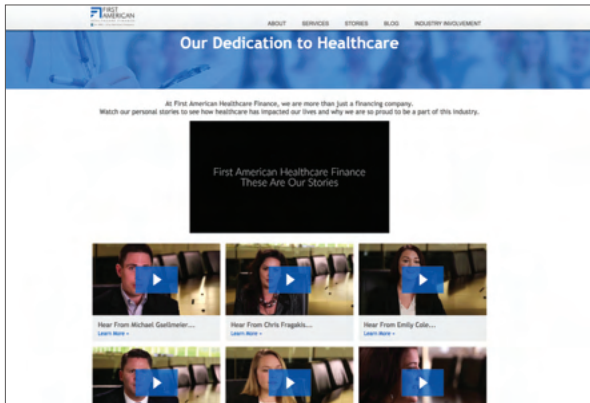 FIRST
AMERICAN
ABOUT SERVICES STORIES BLOG INDUSTRY INVOLVEMENT
Our Dedication to Healthcare
At First American Healthcare Finance, we are more than just a financing company.
Watch our personal stories to see how healthcare has impacted our lives and why we are so proud to be a part of this industry.
First American Healthcare Finance
These Are Our Stories
Hear From Michael Gsellmeier...
Learn More »
Hear From Chris Fragakis...
Learn More »
Hear From Emily Cole...
Learn More »